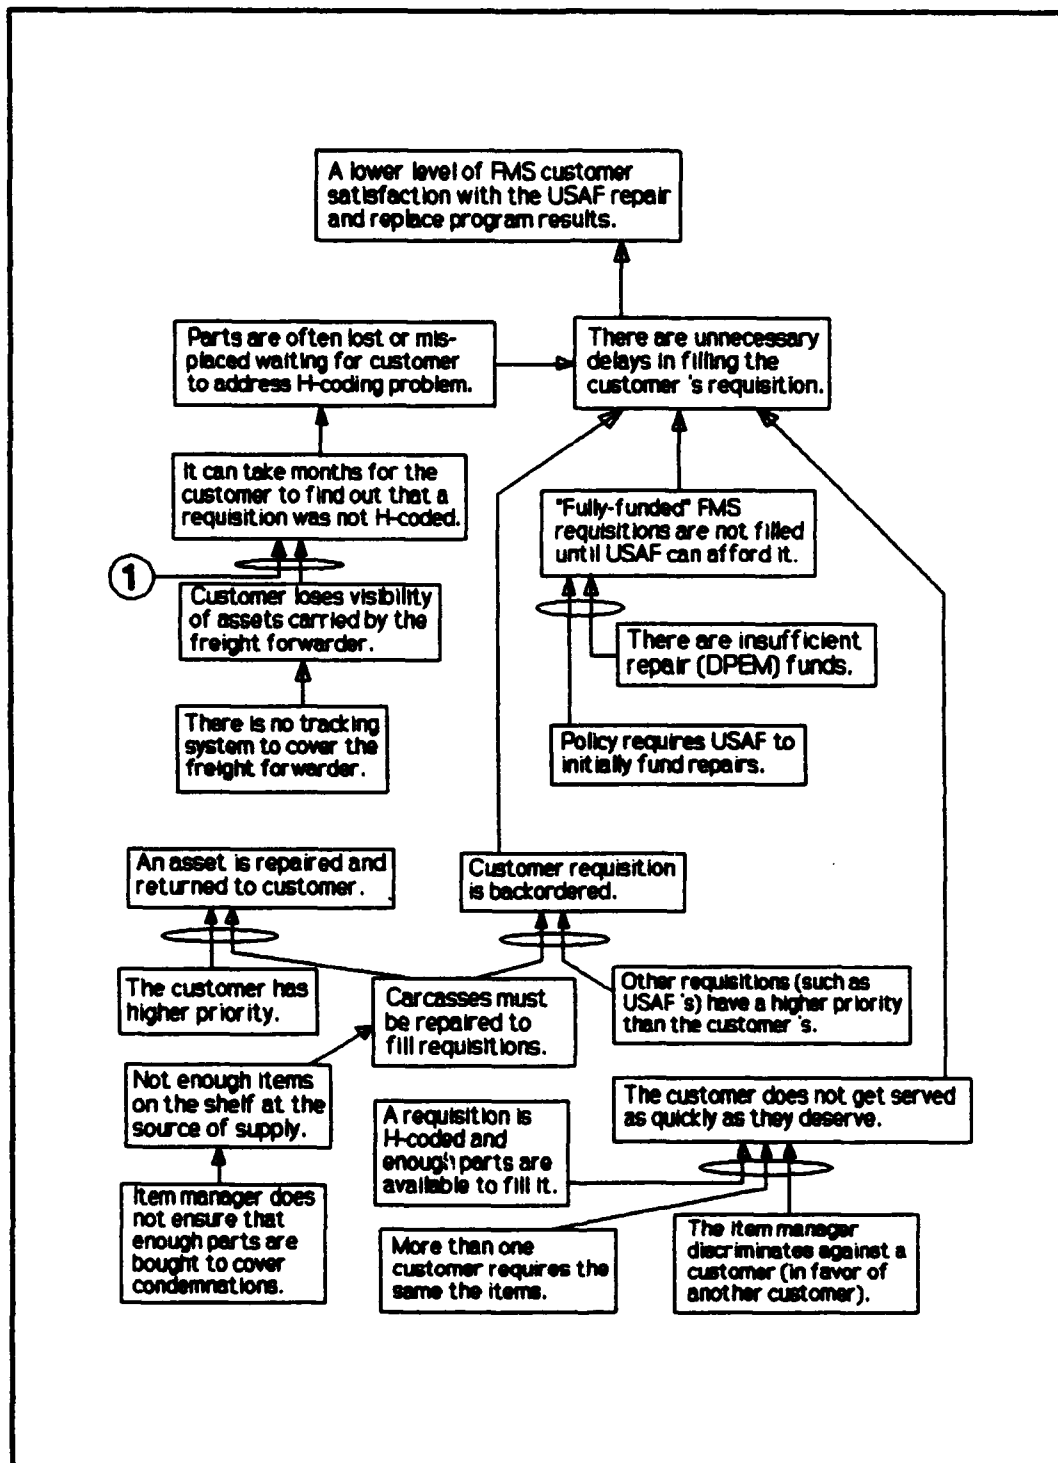 A lower level of FMS customer
satisfaction with the USAF repair
and replace program results.
Parts are often lost or mis-
placed waiting for customer
to address H-coding problem.
There are unnecessary
delays in filling the
customer 's requisition.
It can take months for the
customer to find out that a
requisition was not H-coded.
"Fully-funded" FMS
requisitions are not filled
until USAF can afford it.
1
Customer loses visibility
of assets carried by the
freight forwarder.
There are insufficient
repair (DPEM) funds.
There is no tracking
system to cover the
freight forwarder.
Policy requires USAF to
initially fund repairs.
An asset is repaired and
returned to customer.
Customer requisition
is backordered.
The customer has
higher priority.
Carcasses must
be repaired to
fill requisitions.
Other requisitions (such as
USAF 's) have a higher priority
than the customer 's.
Not enough items
on the shelf at the
source of supply.
A requisition is
H-coded and
enough parts are
available to fill it.
The customer does not get served
as quickly as they deserve.
Item manager does
not ensure that
enough parts are
bought to cover
condemnations.
More than one
customer requires the
same the items.
The item manager
discriminates against a
customer (in favor of
another customer).